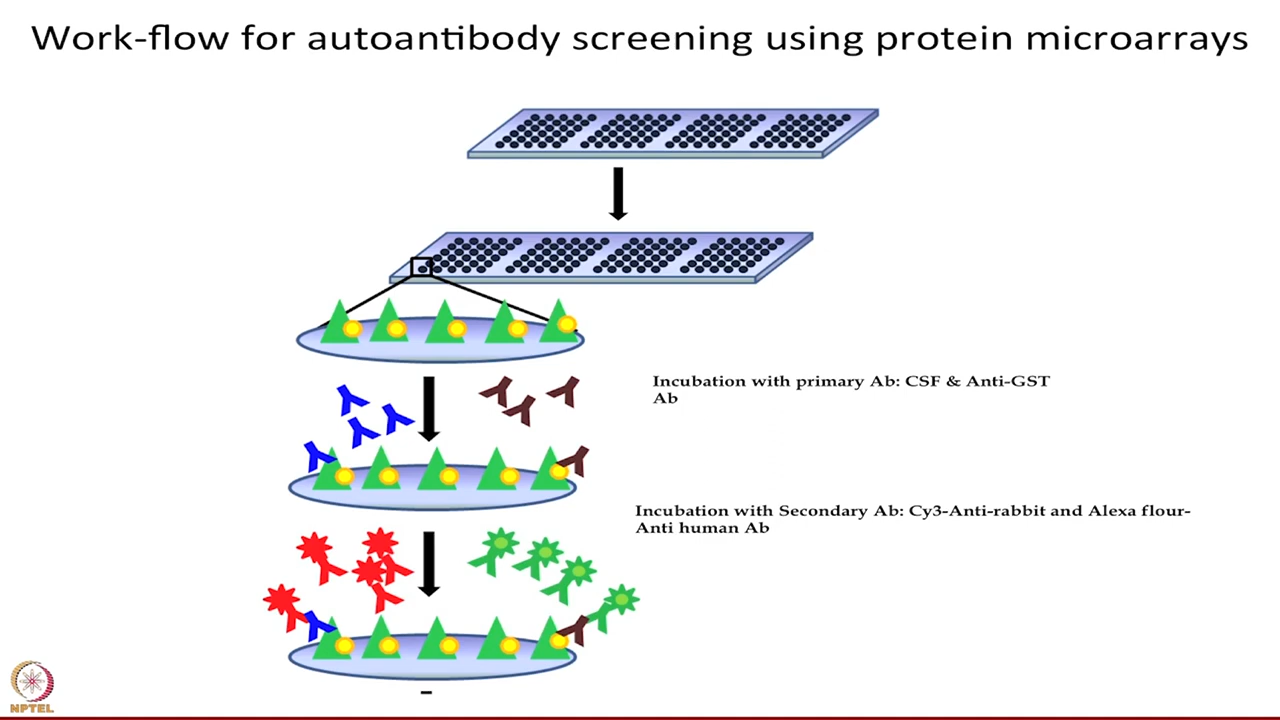 Work-flow for autoantibody screening using protein microarrays
Incubation with primary Ab: CSF & Anti-GST
Ab
Incubation with Secondary Ab: Cy3-Anti-rabbit and Alexa flour-
Anti human Ab
-
NPTEL